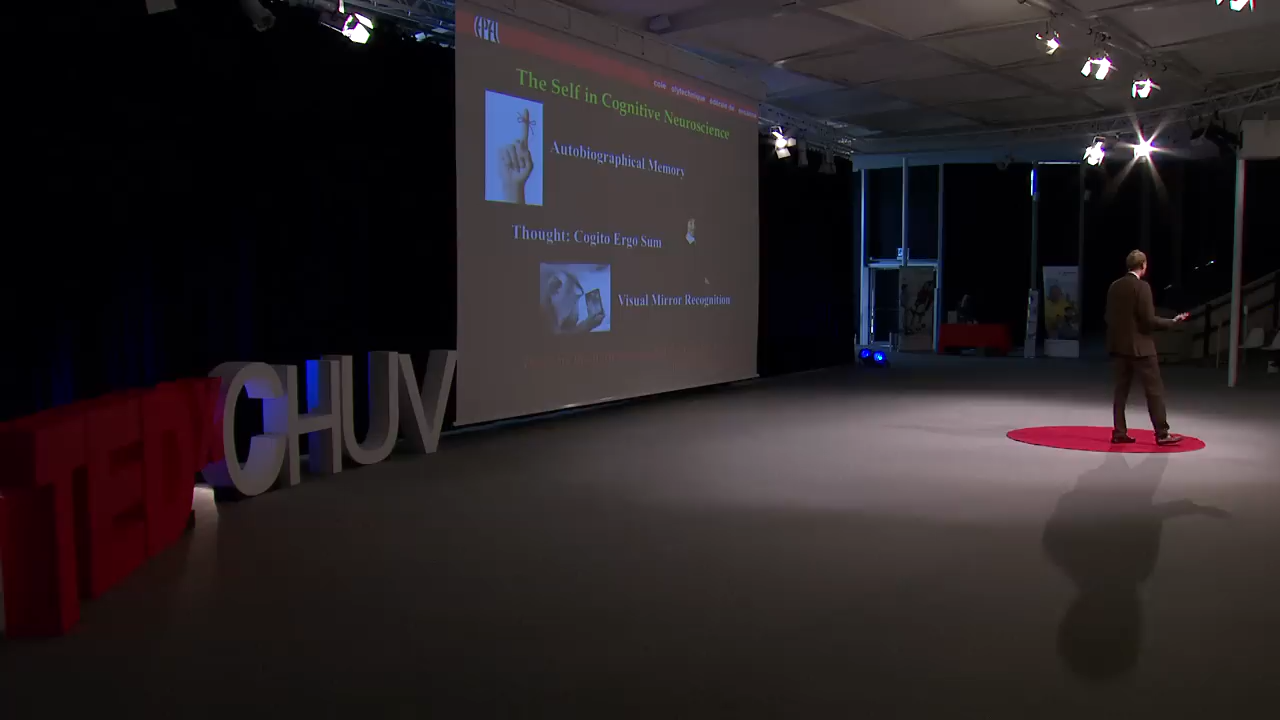 EPFL
The Self in Cognitive Neuroscience
Autobiographical Memory
Thought: Cogito Ergo Sum
Visual Mirror Recognition
TEDxCHUV